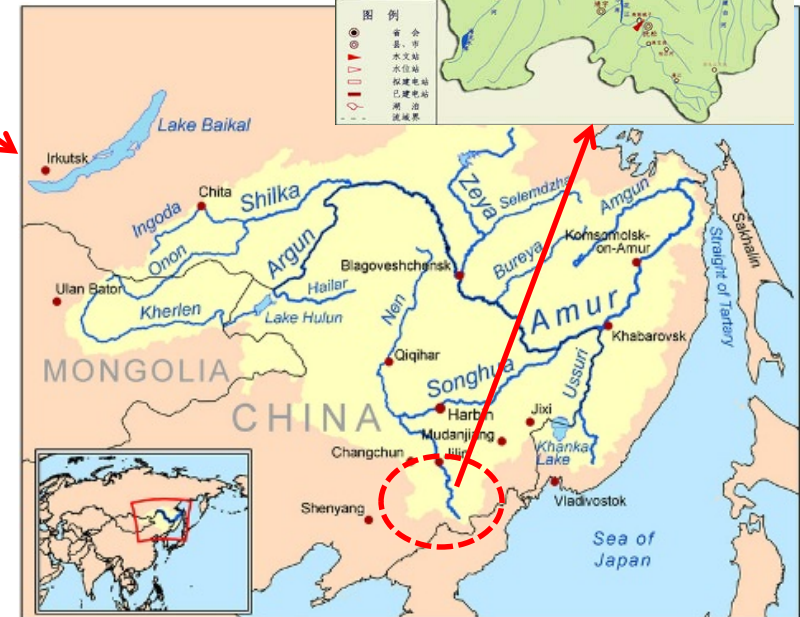 图 例
省 会
县、市
水文站
水位站
拟建电站
已建电站
湖 泊
流域界
Lake Baikal
Irkutsk
Chita
Shilka
Ingoda
Onon
Argun
Zeya
Selemdzha
Amgun
Bureya
Komsomolsk-
on-Amur
Sakhalin
Straight of Tartary
Blagoveshchensk
Ulan Bator
Kherlen
Hailar
Lake Hulun
Nen
Amur
Khabarovsk
MONGOLIA
Qiqihar
Songhua
Ussuri
CHINA
Harbin
Jixi
Mudanjiang
Khanka
Lake
Changchun
Jilin
Shenyang
Vladivostok
Sea of
Japan